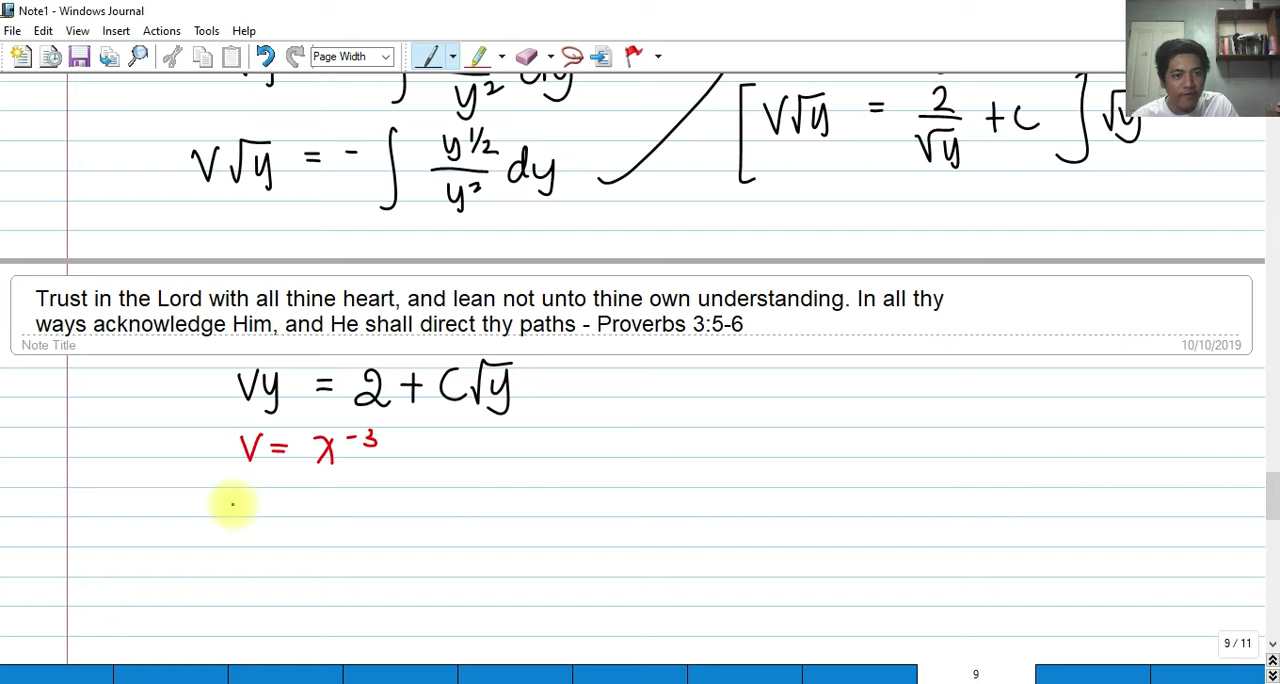 Note1 - Windows Journal
File Edit View Insert Actions Tools Help
Page Width
y² dy
V√y = - ∫ y^1/2 / y² dy
[ V√y = 2/√y + C ] √y
Trust in the Lord with all thine heart, and lean not unto thine own understanding. In all thy
ways acknowledge Him, and He shall direct thy paths - Proverbs 3:5-6
Note Title
10/10/2019
Vy = 2 + C√y
V = x⁻³
9 / 11
9